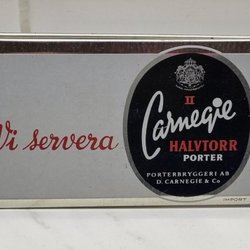 Vi servera
II
Carnegie
HALVTORR
PORTER
PORTERBRYGGERI AB
D. CARNEGIE & Co
IMPORT